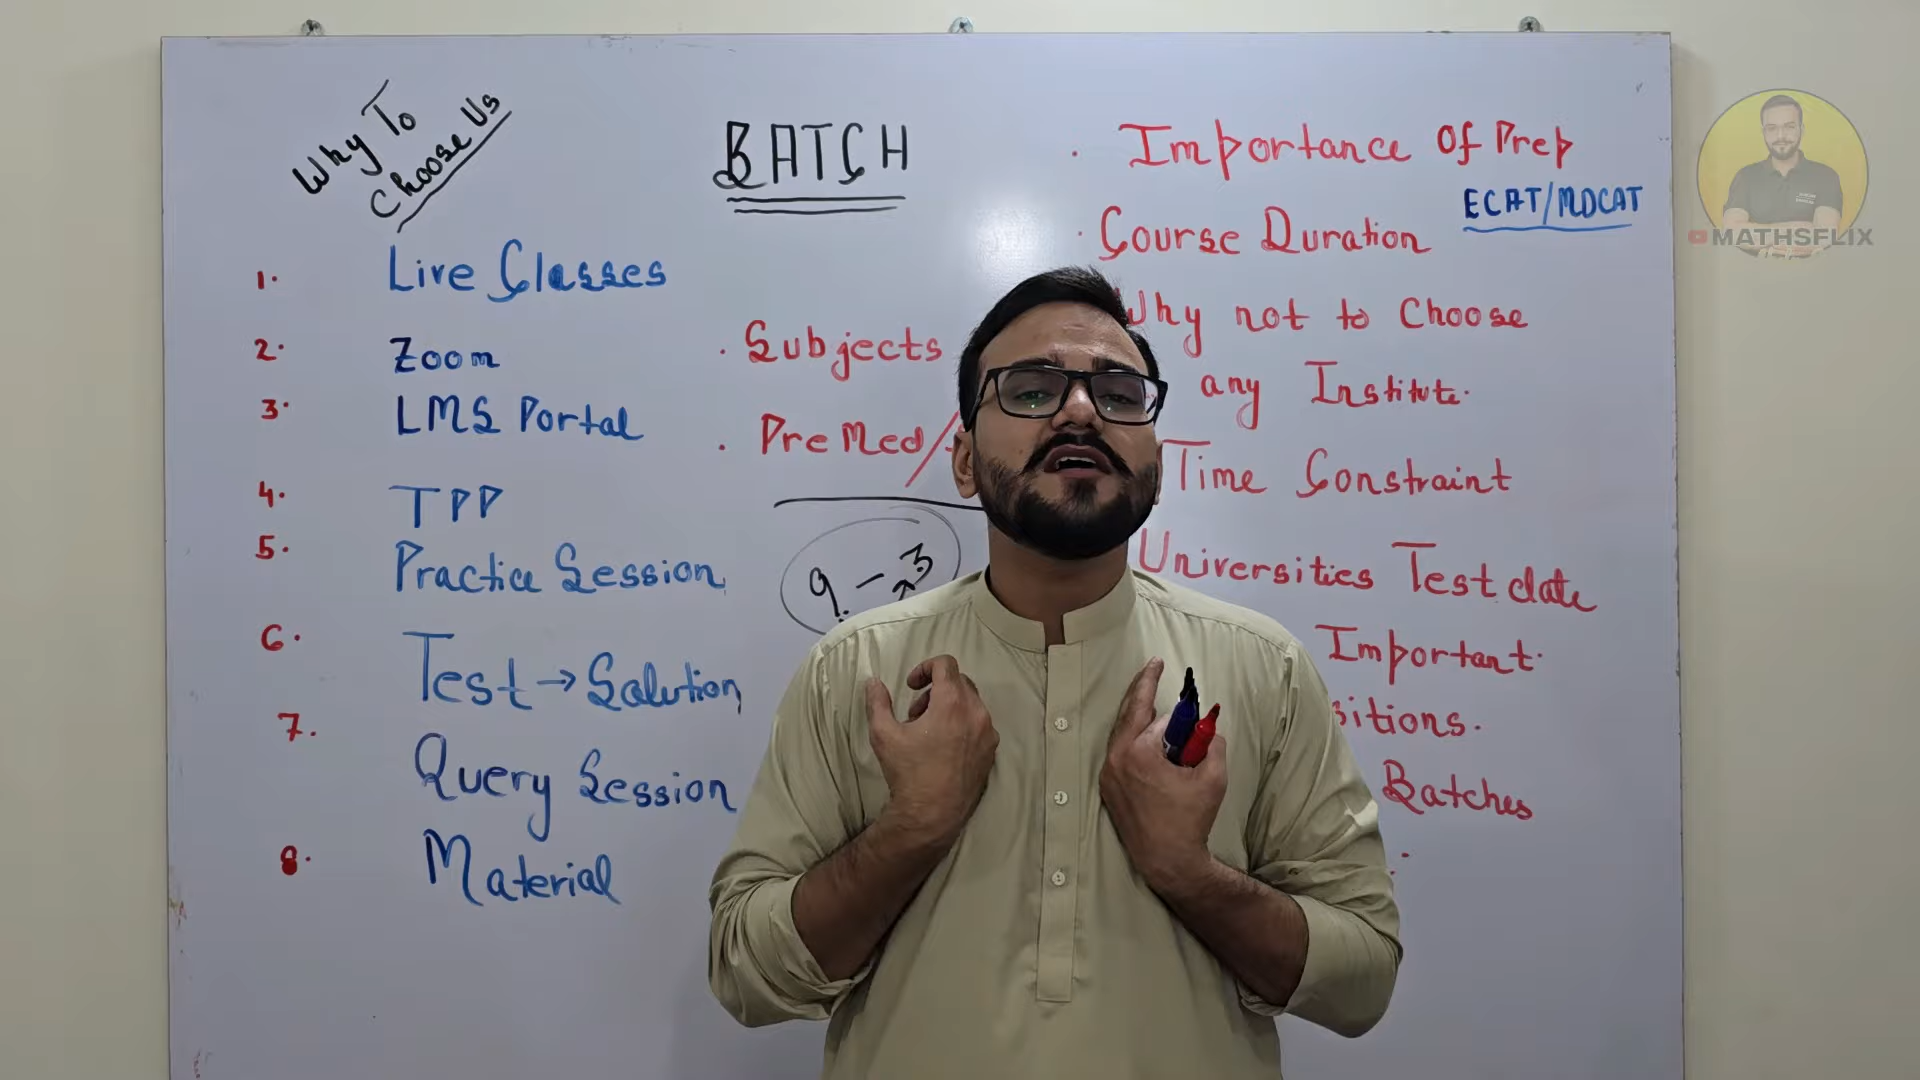 Why To
Choose Us
1. Live Classes
2. Zoom
3. LMS Portal
4. TPP
5. Practice Session
6. Test → Solution
7. Query Session
8. Material
BATCH
. Subjects
. Pre Med/
9 - 3
. Importance Of Prep
ECAT/MDCAT
. Course Duration
Why not to Choose
any Institute.
Time Constraint
Universities Test date
Important
Batches
MATHSFLIX